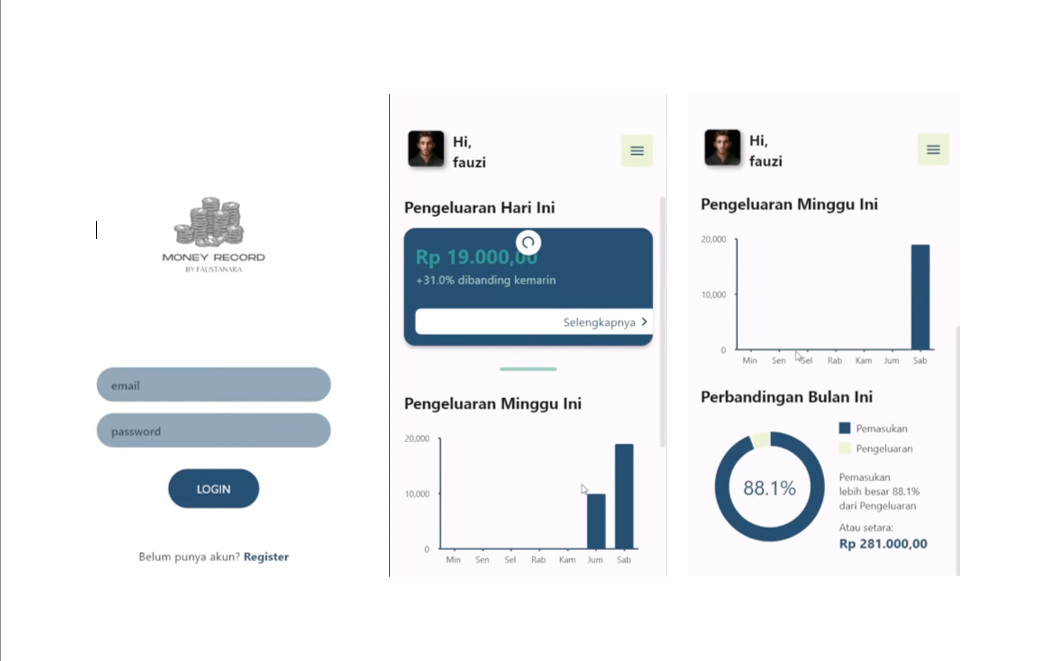 MONEY RECORD
BY FAUSTANARA
email
password
LOGIN
Belum punya akun? Register
Hi,
fauzi
Pengeluaran Hari Ini
Rp 19.000,00
+31.0% dibanding kemarin
Selengkapnya
Pengeluaran Minggu Ini
20,000
10,000
0
Min Sen Sel Rab Kam Jum Sab
Hi,
fauzi
Pengeluaran Minggu Ini
20,000
10,000
0
Min Sen Sel Rab Kam Jum Sab
Perbandingan Bulan Ini
88.1%
Pemasukan
Pengeluaran
Pemasukan
lebih besar 88.1%
dari Pengeluaran
Atau setara:
Rp 281.000,00